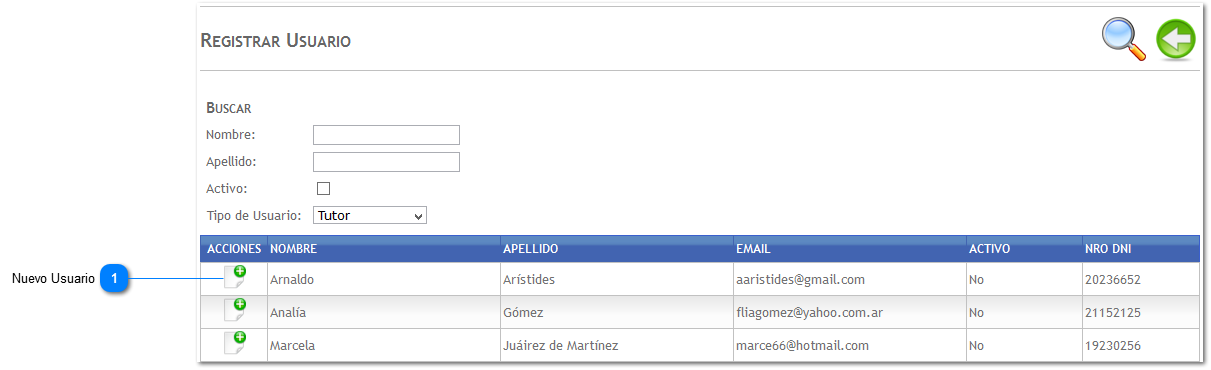 Registrar Usuario
Buscar
Nombre:
Apellido:
Activo:
Tipo de Usuario: Tutor
ACCIONES NOMBRE APELLIDO EMAIL ACTIVO NRO DNI
Nuevo Usuario 1 Arnaldo Arístides aaristides@gmail.com No 20236652
Analía Gómez fliagomez@yahoo.com.ar No 21152125
Marcela Juáirez de Martínez marce66@hotmail.com No 19230256